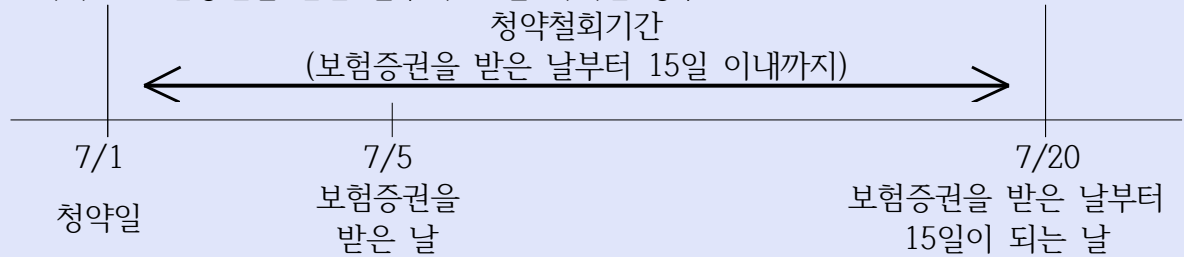 청약철회기간
(보험증권을 받은 날부터 15일 이내까지)
7/1
청약일
7/5
보험증권을
받은 날
7/20
보험증권을 받은 날부터
15일이 되는 날